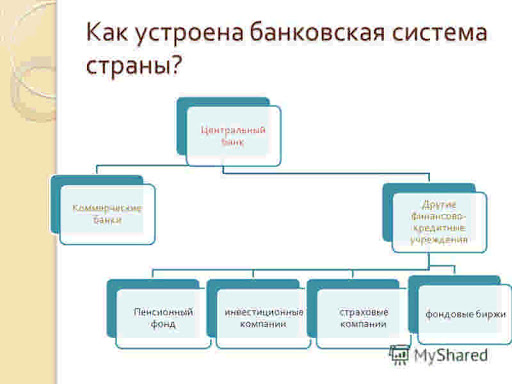 Как устроена банковская система
страны?
Центральный
банк
Коммерческие
банки
Другие
финансово-
кредитные
учреждения
Пенсионный
фонд
инвестиционные
компании
страховые
компании
фондовые биржи
MyShared